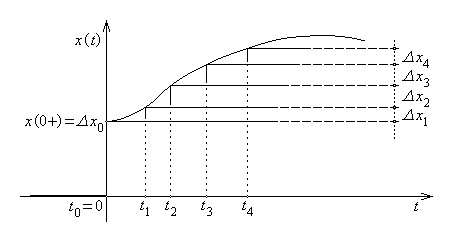 x(t)
Δx₄
Δx₃
Δx₂
x(0+)=Δx₀
Δx₁
t₀=0
t₁
t₂
t₃
t₄
t